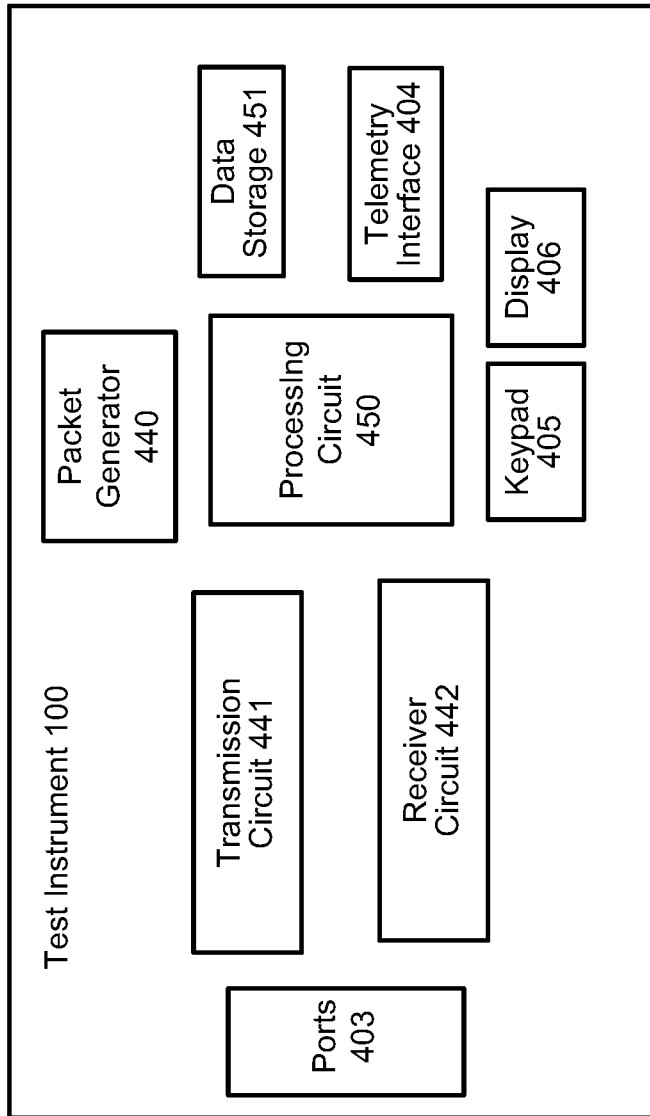 Test Instrument 100
Ports
403
Transmission
Circuit 441
Receiver
Circuit 442
Packet
Generator
440
ProcessIng
Circuit
450
Keypad
405
Display
406
Data
Storage 451
Telemetry
Interface 404